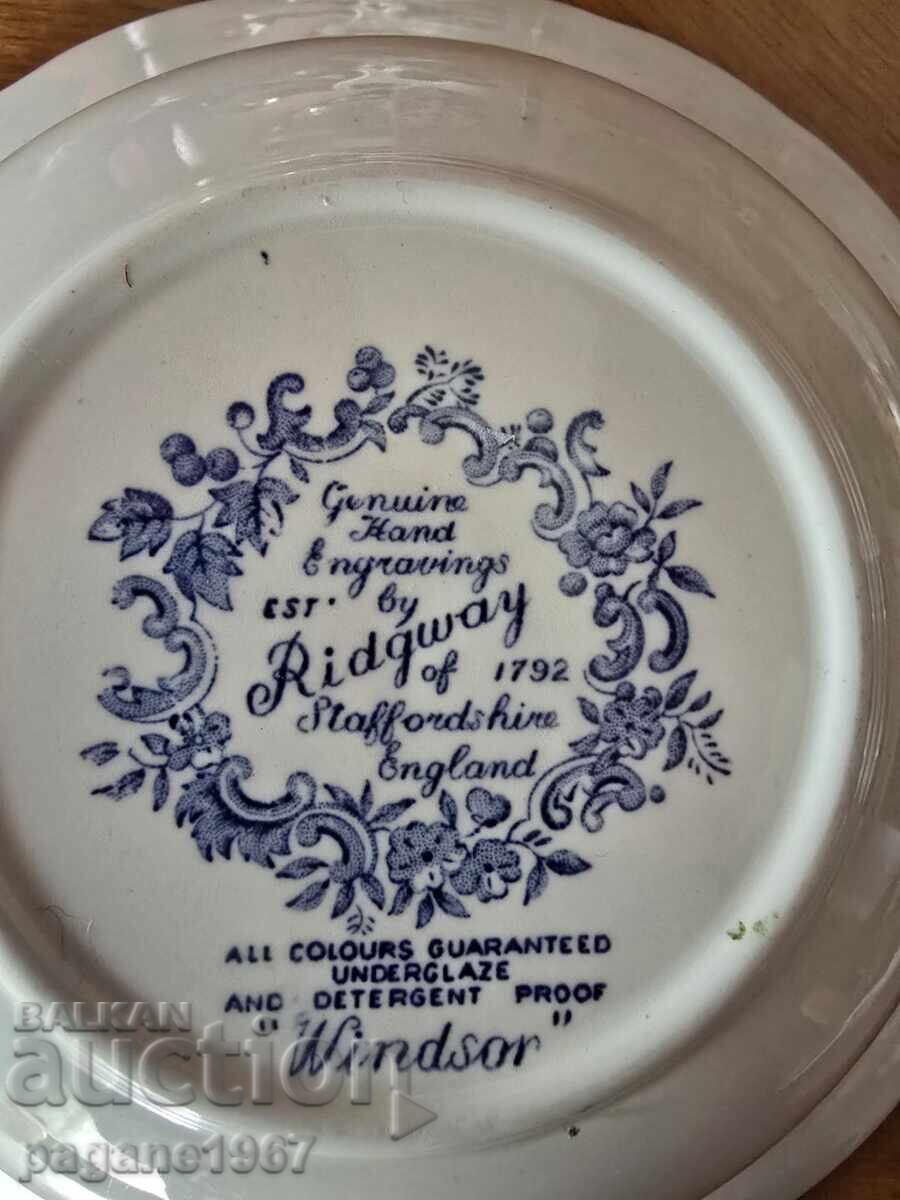 Genuine
Hand
Engravings
EST. by
Ridgway
of 1792
Staffordshire
England
ALL COLOURS GUARANTEED
UNDERGLAZE
AND DETERGENT PROOF
"Windsor"
BALKAN
auction
pagane1967